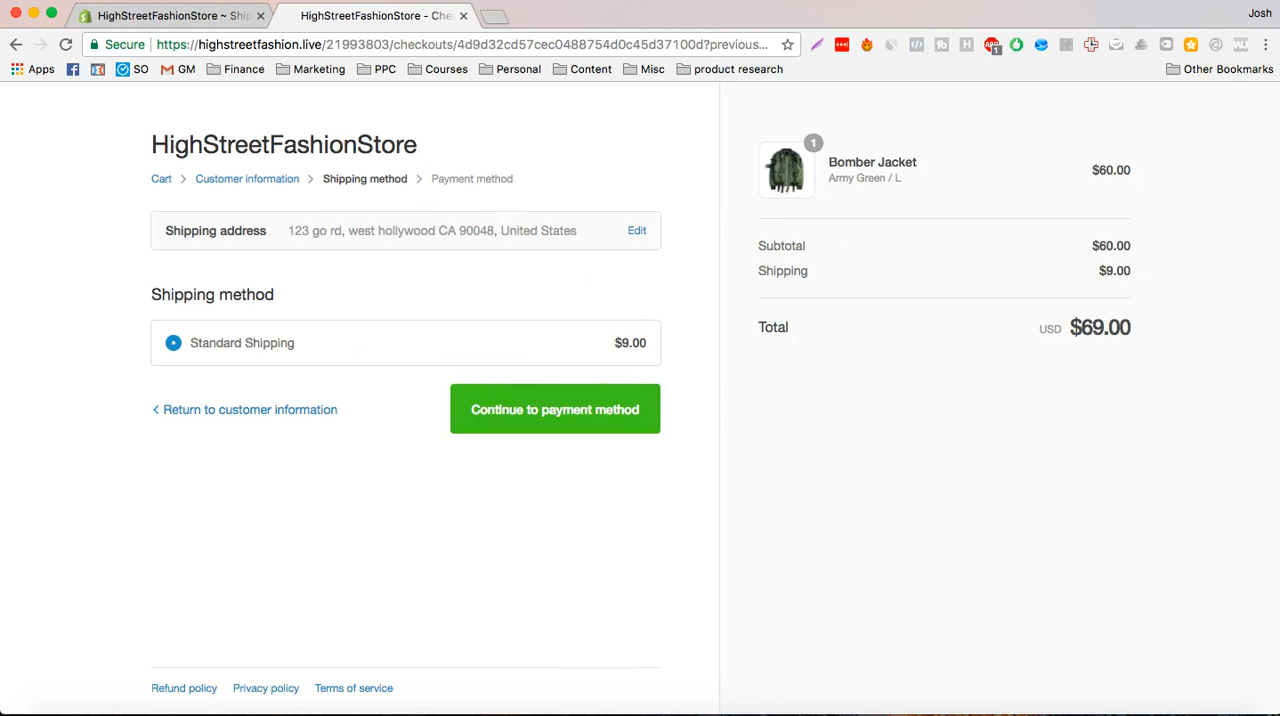 HighStreetFashionStore ~ Ship
HighStreetFashionStore - Chec
Josh
Secure https://highstreetfashion.live/21993803/checkouts/4d9d32cd57cec0486754d0c45d37100d?previous...
Apps SO GM Finance Marketing PPC Courses Personal Content Misc product research Other Bookmarks
HighStreetFashionStore
Cart > Customer information > Shipping method > Payment method
Shipping address 123 go rd, west hollywood CA 90048, United States Edit
Shipping method
Standard Shipping $9.00
Return to customer information
Continue to payment method
Refund policy Privacy policy Terms of service
1
Bomber Jacket $60.00
Army Green / L
Subtotal $60.00
Shipping $9.00
Total USD $69.00